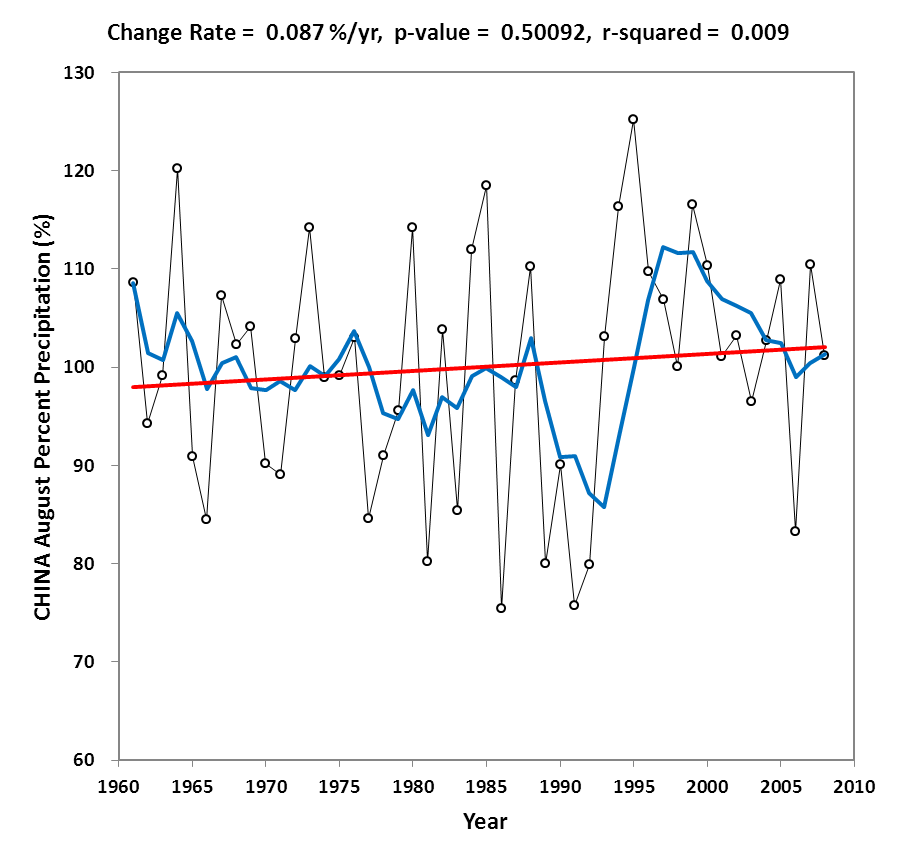 Change Rate = 0.087 %/yr, p-value = 0.50092, r-squared = 0.009
CHINA August Percent Precipitation (%)
130
120
110
100
90
80
70
60
1960 1965 1970 1975 1980 1985 1990 1995 2000 2005 2010
Year